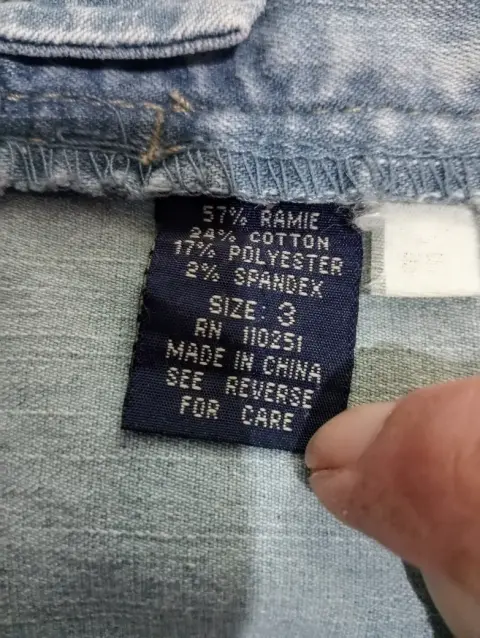 57% RAMIE
24% COTTON
17% POLYESTER
2% SPANDEX
SIZE: 3
RN 110251
MADE IN CHINA
SEE REVERSE
FOR CARE